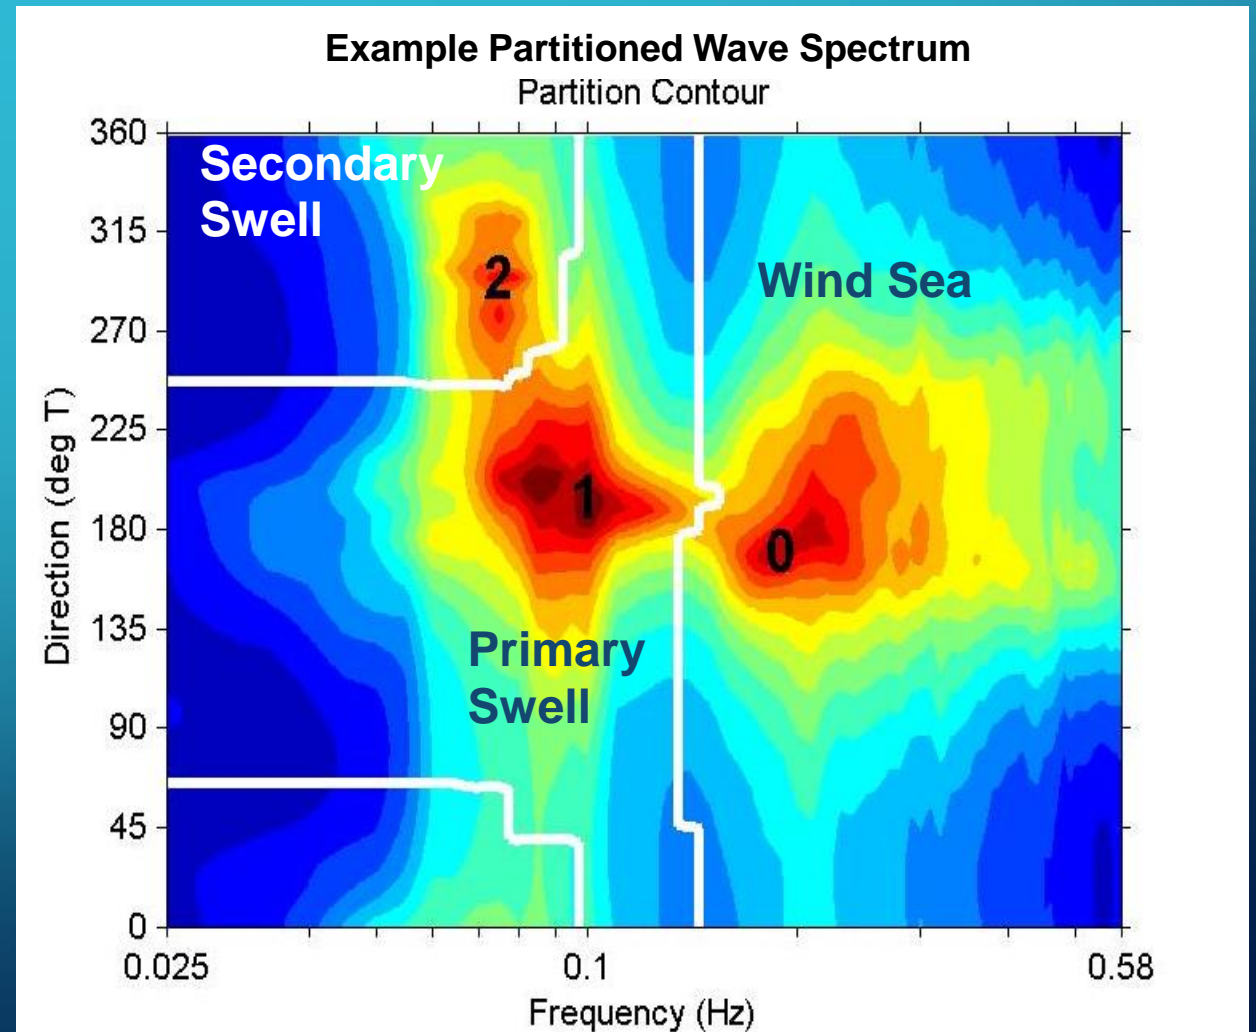 Example Partitioned Wave Spectrum
Partition Contour
360
315
270
225
180
135
90
45
0
Direction (deg T)
Secondary
Swell
2
Wind Sea
1
0
Primary
Swell
0.025
0.1
0.58
Frequency (Hz)